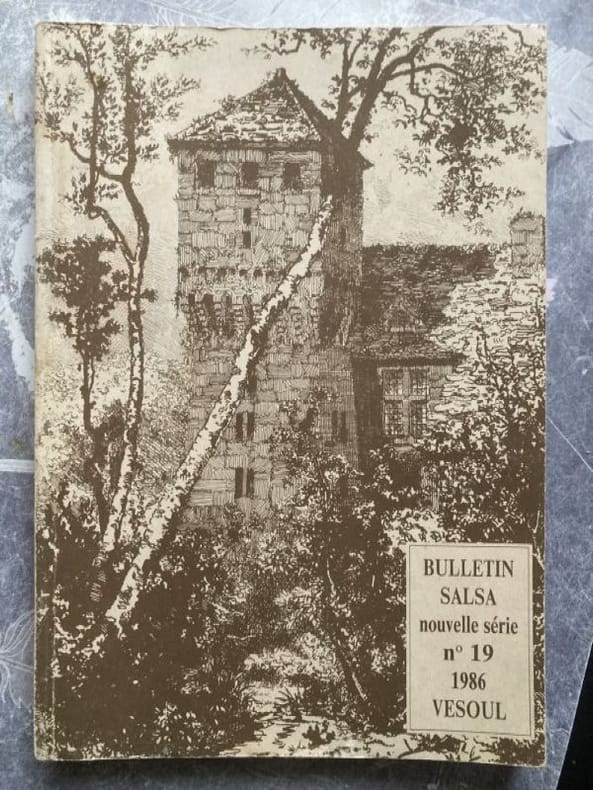 BULLETIN
SALSA
nouvelle série
n° 19
1986
VESOUL